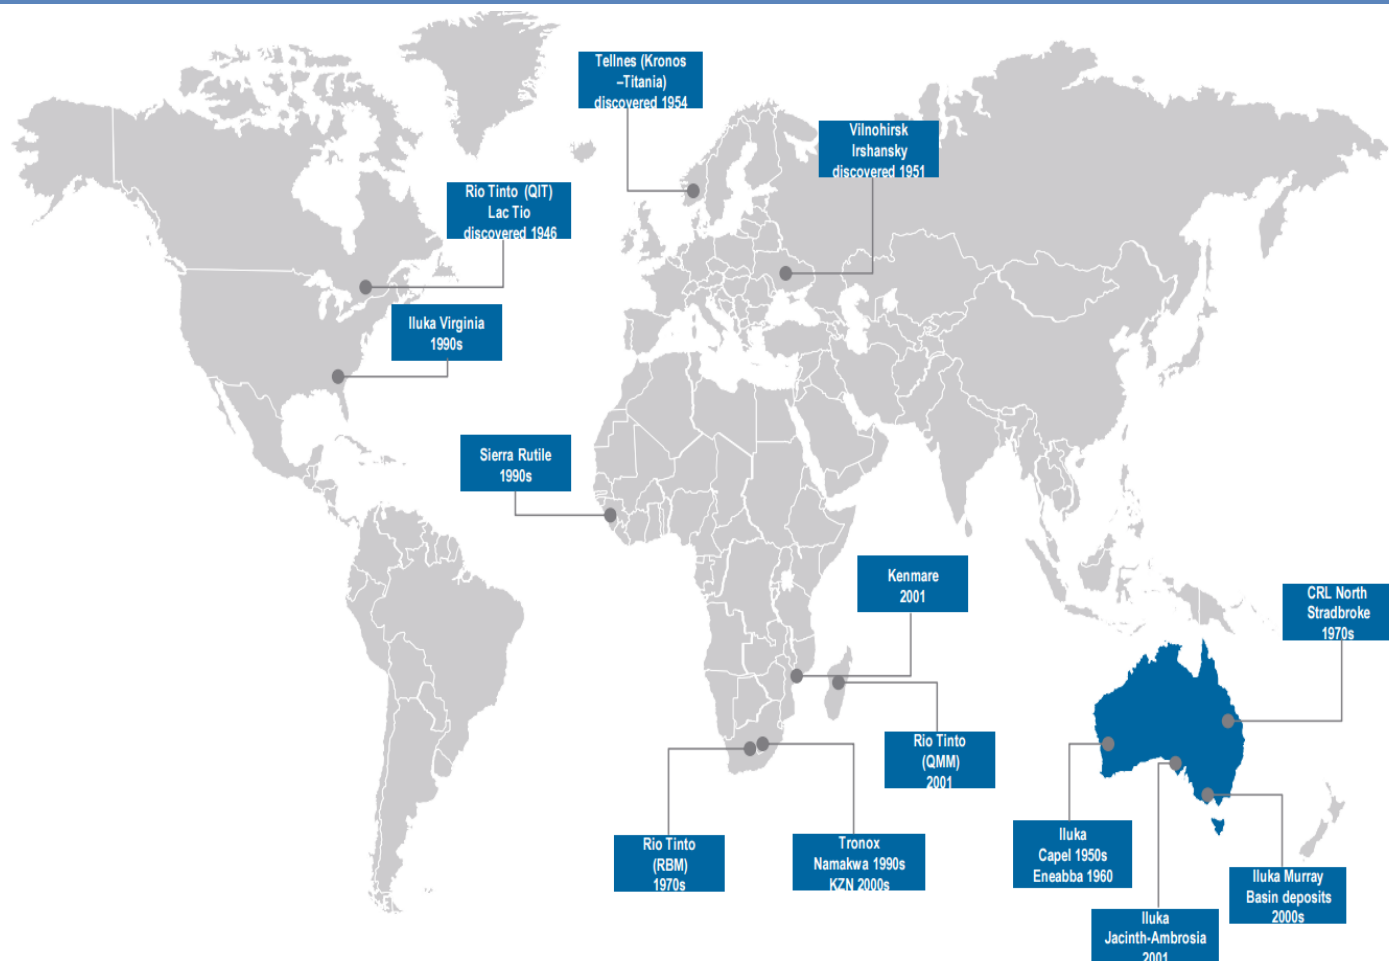 Tellnes (Kronos
–Titania)
discovered 1954
Vilnohirsk
Irshansky
discovered 1951
Rio Tinto (QIT)
Lac Tio
discovered 1946
Iluka Virginia
1990s
Sierra Rutile
1990s
Kenmare
2001
CRL North
Stradbroke
1970s
Rio Tinto
(QMM)
2001
Rio Tinto
(RBM)
1970s
Tronox
Namakwa 1990s
KZN 2000s
Iluka
Capel 1950s
Eneabba 1960
Iluka Murray
Basin deposits
2000s
Iluka
Jacinth-Ambrosia
2001